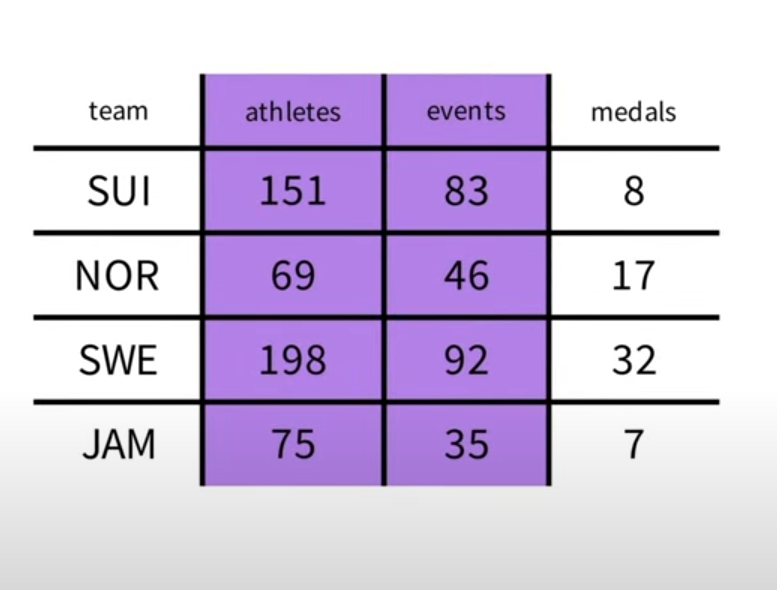 team athletes events medals
SUI 151 83 8
NOR 69 46 17
SWE 198 92 32
JAM 75 35 7